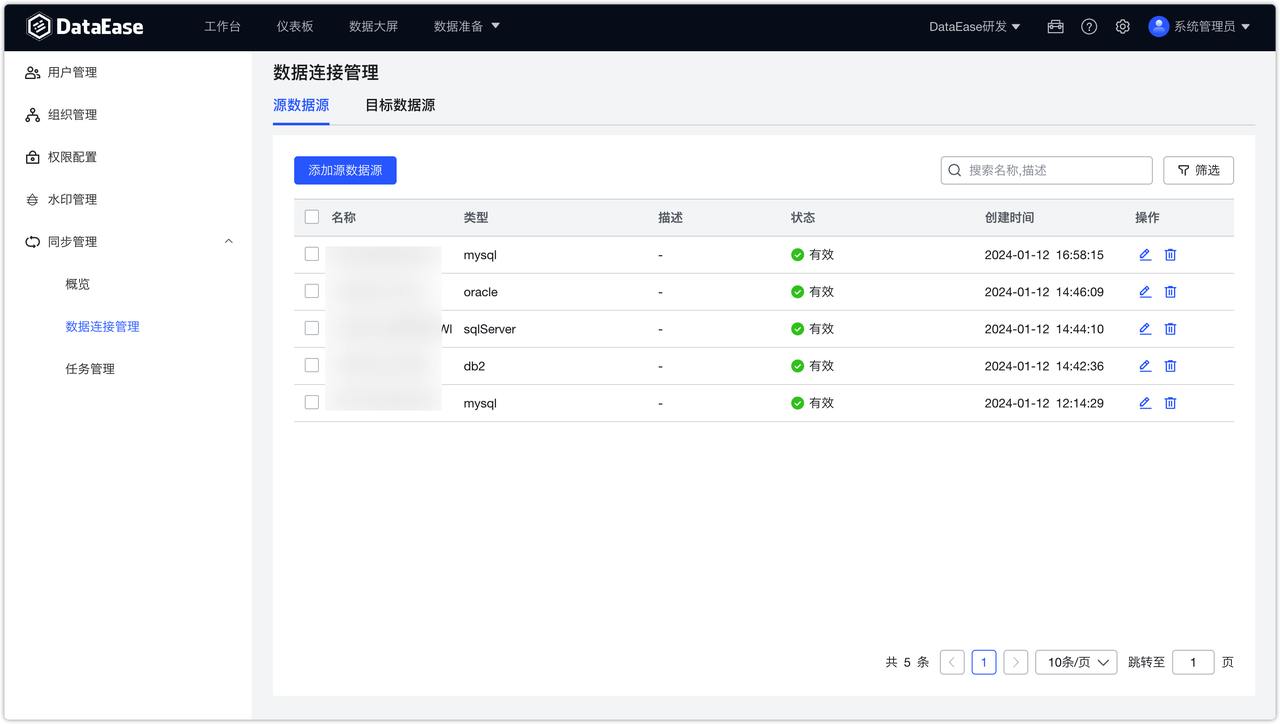 DataEase 工作台 仪表板 数据大屏 数据准备 DataEase研发 系统管理员
用户管理
组织管理
权限配置
水印管理
同步管理
概览
数据连接管理
任务管理
数据连接管理
源数据源 目标数据源
添加源数据源 搜索名称,描述 筛选
名称 类型 描述 状态 创建时间 操作
mysql - 有效 2024-01-12 16:58:15
oracle - 有效 2024-01-12 14:46:09
sqlServer - 有效 2024-01-12 14:44:10
db2 - 有效 2024-01-12 14:42:36
mysql - 有效 2024-01-12 12:14:29
共 5 条 1 10条/页 跳转至 1 页